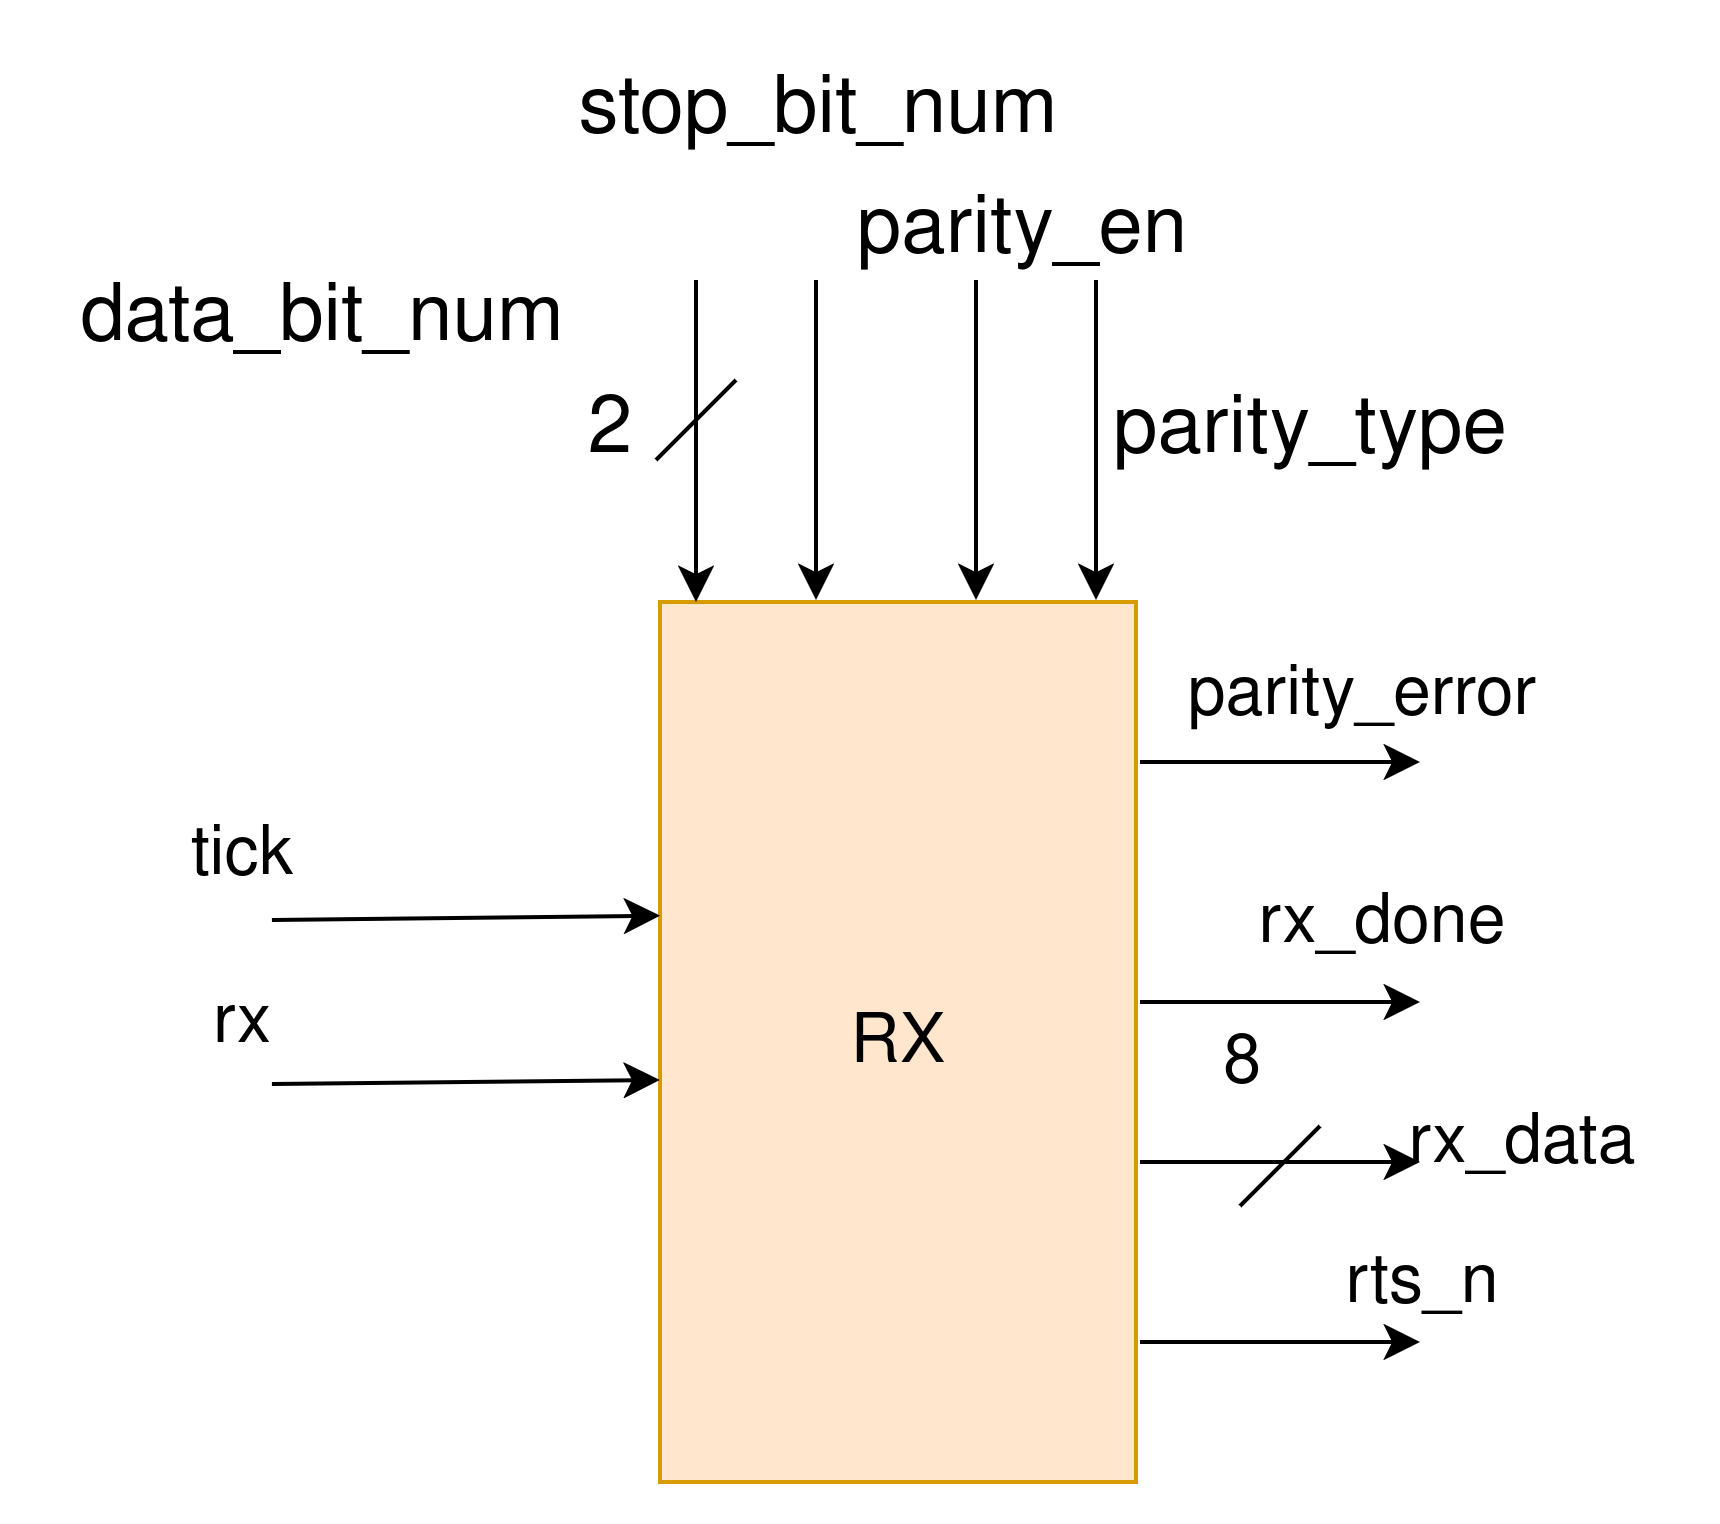 stop_bit_num
parity_en
data_bit_num
2
parity_type
parity_error
tick
rx_done
rx
RX
8
rx_data
rts_n